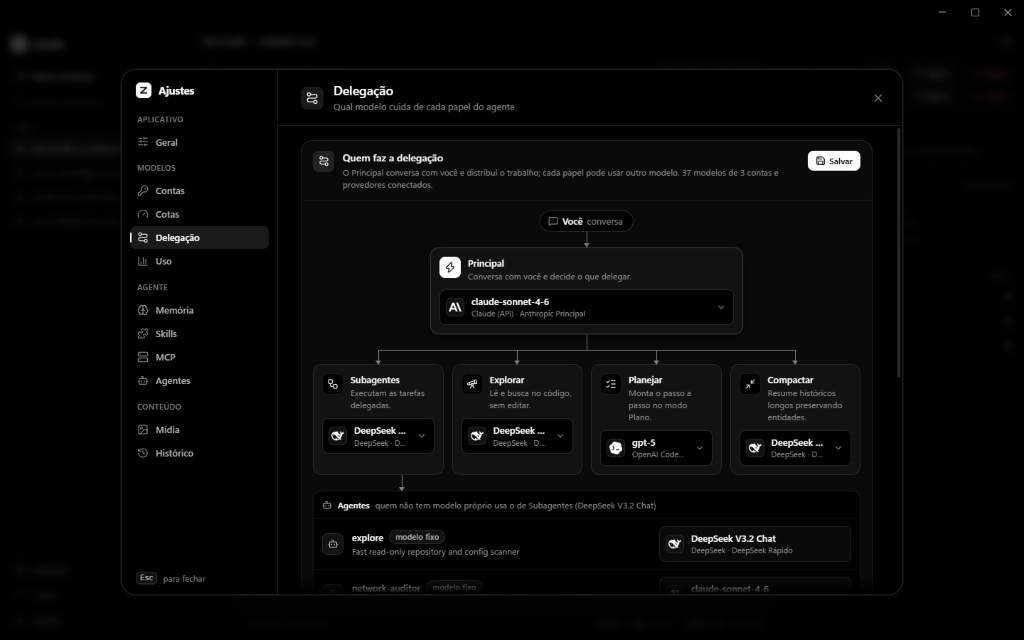 Z Ajustes
APLICATIVO
Geral
MODELOS
Contas
Cotas
Delegação
Uso
AGENTE
Memória
Skills
MCP
Agentes
CONTEÚDO
Mídia
Histórico
Esc para fechar
Delegação
Qual modelo cuida de cada papel do agente.
Quem faz a delegação
O Principal conversa com você e distribui o trabalho; cada papel pode usar outro modelo. 37 modelos de 3 contas e
provedores conectados.
Salvar
Você conversa
Principal
Conversa com você e decide o que delegar.
claude-sonnet-4-6
Claude (API) · Anthropic Principal
Subagentes
Executam as tarefas
delegadas.
DeepSeek ...
DeepSeek · D...
Explorar
Lê e busca no código,
sem editar.
DeepSeek ...
DeepSeek · D...
Planejar
Monta o passo a
passo no modo
Plano.
gpt-5
OpenAI Code...
Compactar
Resume históricos
longos preservando
entidades.
DeepSeek ...
DeepSeek · D...
Agentes quem não tem modelo próprio usa o de Subagentes (DeepSeek V3.2 Chat)
explore modelo fixo
Fast read-only repository and config scanner
DeepSeek V3.2 Chat
DeepSeek · DeepSeek Rápido
network-auditor modelo fixo
claude-sonnet-4-6